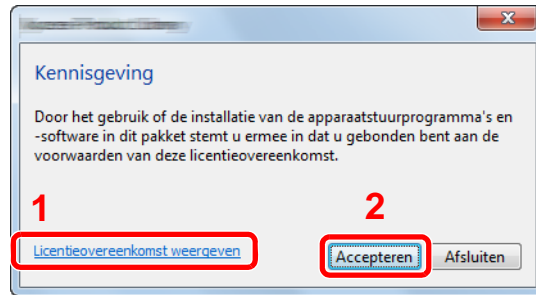 Kennisgeving
Door het gebruik of de installatie van de apparaatstuurprogramma's en
-software in dit pakket stemt u ermee in dat u gebonden bent aan de
voorwaarden van deze licentieovereenkomst.
1
2
Licentieovereenkomst weergeven
Accepteren
Afsluiten